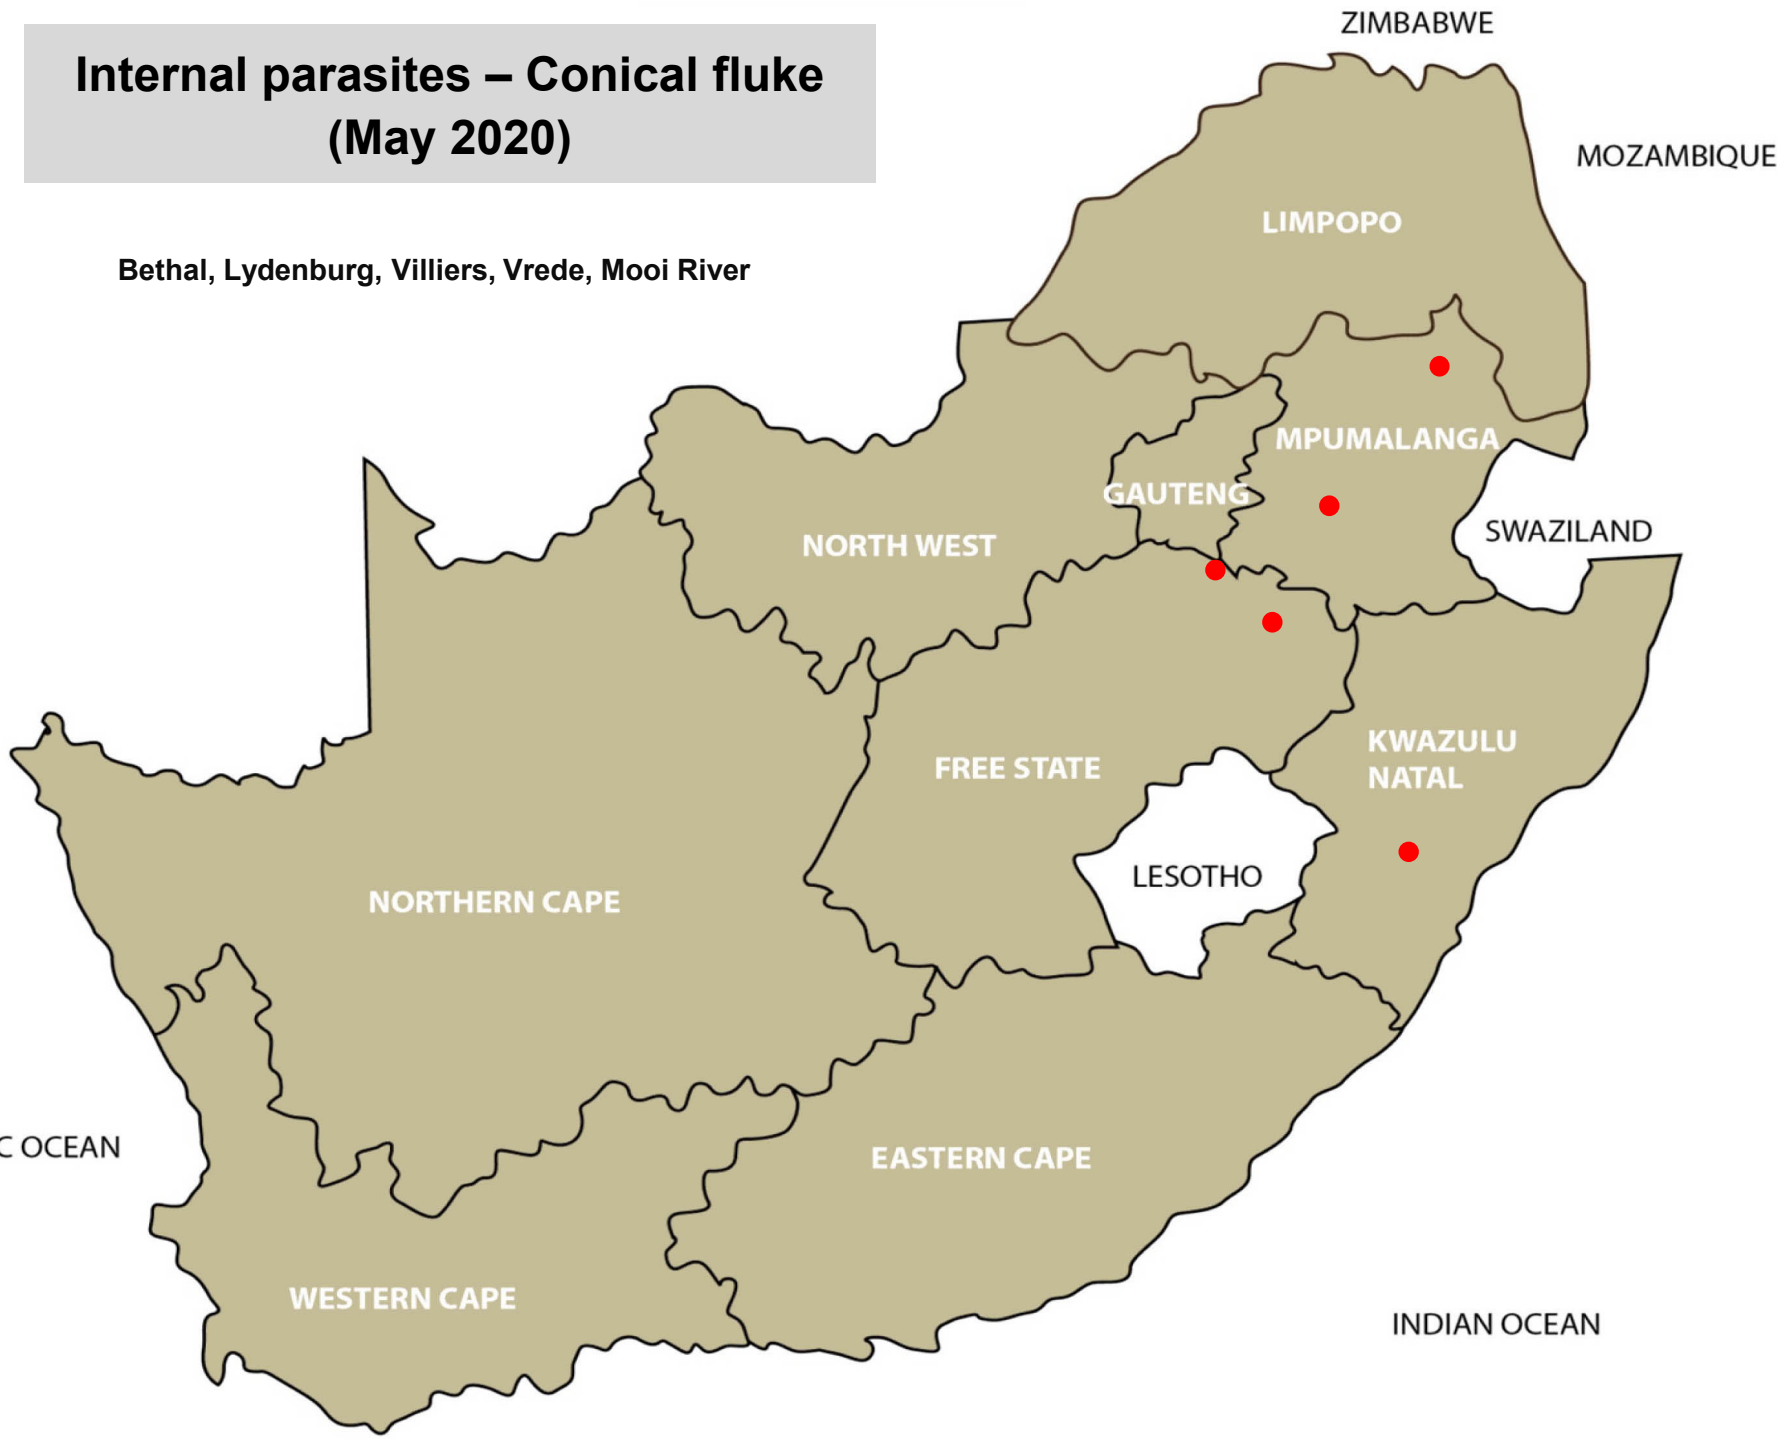 Internal parasites – Conical fluke
(May 2020)
Bethal, Lydenburg, Villiers, Vrede, Mooi River
ZIMBABWE
MOZAMBIQUE
LIMPOPO
MPUMALANGA
GAUTENG
SWAZILAND
NORTH WEST
KWAZULU
NATAL
FREE STATE
LESOTHO
NORTHERN CAPE
C OCEAN
EASTERN CAPE
WESTERN CAPE
INDIAN OCEAN